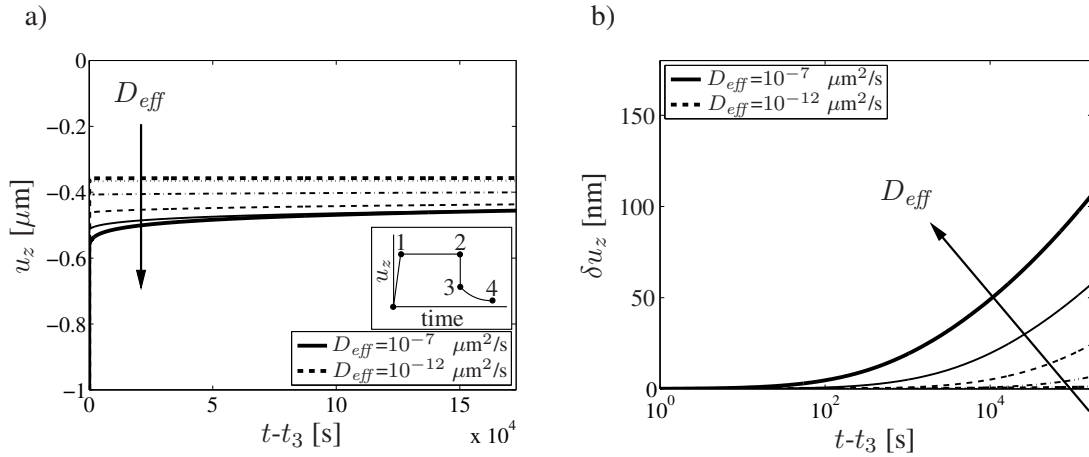 a)
0
−0.2
−0.4
−0.6
−0.8
−1
u_z [μm]
D_eff
1 2
3 4
u_z
time
D_eff=10^−7 μm²/s
D_eff=10^−12 μm²/s
0 5 10 15
x 10^4
t-t_3 [s]
b)
D_eff=10^−7 μm²/s
D_eff=10^−12 μm²/s
150
100
50
0
δu_z [nm]
D_eff
10^0 10^2 10^4
t-t_3 [s]